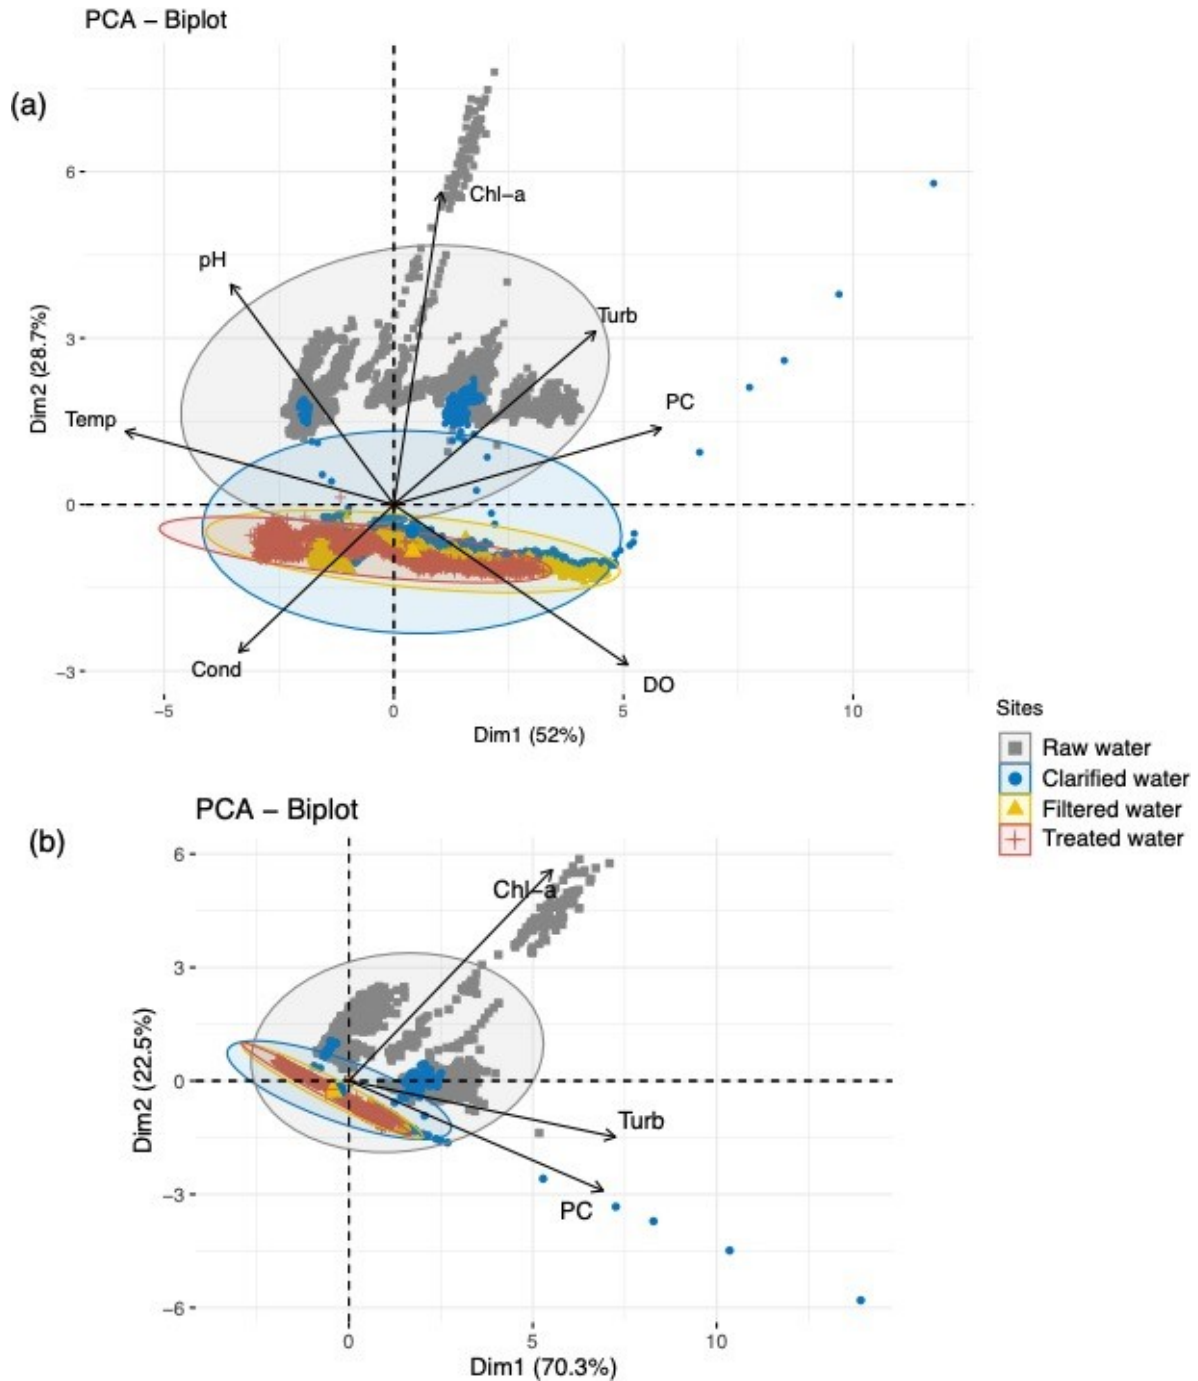 PCA – Biplot
(a)
6
Chl–a
pH
Turb
3
Dim2 (28.7%)
PC
Temp
0
Cond
DO
–3
–5
0
5
10
Dim1 (52%)
Sites
Raw water
Clarified water
Filtered water
Treated water
PCA – Biplot
(b)
6
Chl–a
3
Dim2 (22.5%)
0
Turb
–3
PC
–6
0
5
10
Dim1 (70.3%)